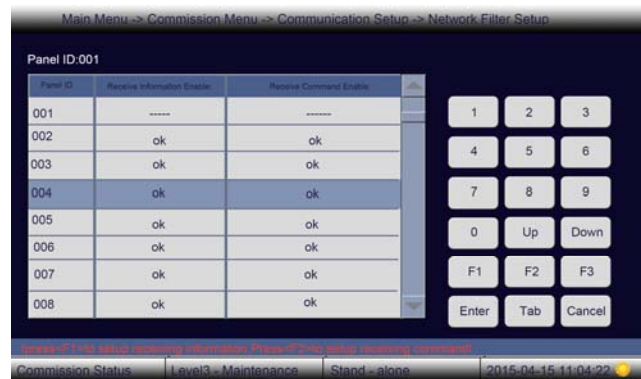 Main Menu -> Commission Menu -> Communication Setup -> Network Filter Setup
Panel ID:001
Panel ID Receive Information Enable: Receive Command Enable:
001 ----- ------
002 ok ok
003 ok ok
004 ok ok
005 ok ok
006 ok ok
007 ok ok
008 ok ok
1 2 3
4 5 6
7 8 9
0 Up Down
F1 F2 F3
Enter Tab Cancel
press<F1>to setup receiving information Press<F2>to setup receiving command!
Commission Status Level3 - Maintenance Stand - alone 2015-04-15 11:04:22